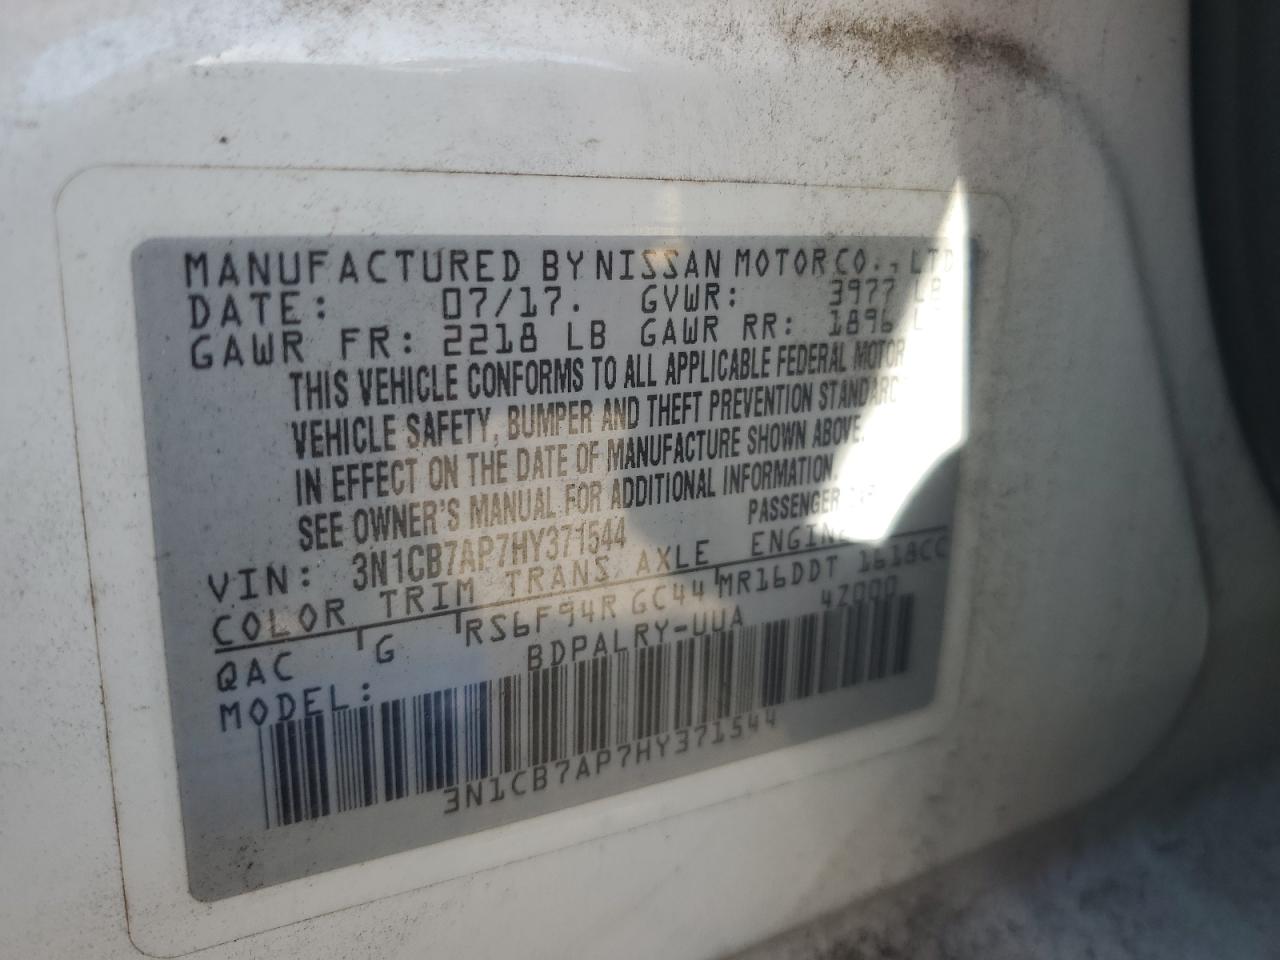 MANUFACTURED BY NISSAN MOTOR CO., LTD
DATE: 07/17. GVWR: 3977 LB
GAWR FR: 2218 LB GAWR RR: 1896
THIS VEHICLE CONFORMS TO ALL APPLICABLE FEDERAL MOTOR
VEHICLE SAFETY, BUMPER AND THEFT PREVENTION STANDARD
IN EFFECT ON THE DATE OF MANUFACTURE SHOWN ABOVE.
SEE OWNER'S MANUAL FOR ADDITIONAL INFORMATION.
VIN: 3N1CB7AP7HY371544 PASSENGER
COLOR TRIM TRANS AXLE ENGINE
QAC G RS6F94R GC44 MR16DDT 1618CC
MODEL: BDPALRY-UUA 4Z000
3N1CB7AP7HY371544